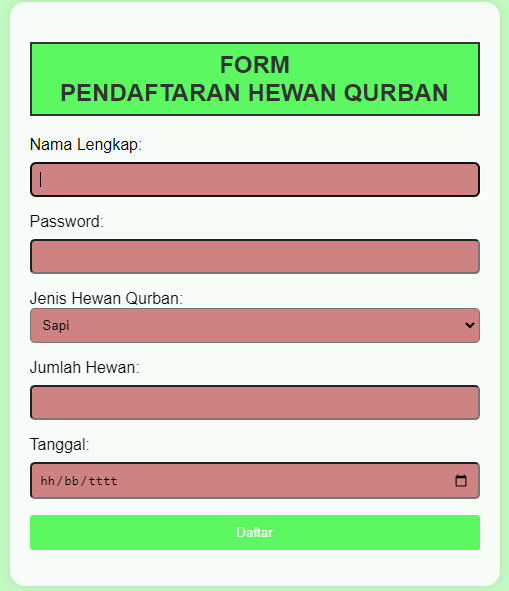 FORM
PENDAFTARAN HEWAN QURBAN
Nama Lengkap:
Password:
Jenis Hewan Qurban:
Sapi
Jumlah Hewan:
Tanggal:
hh/bb/tttt
Daftar